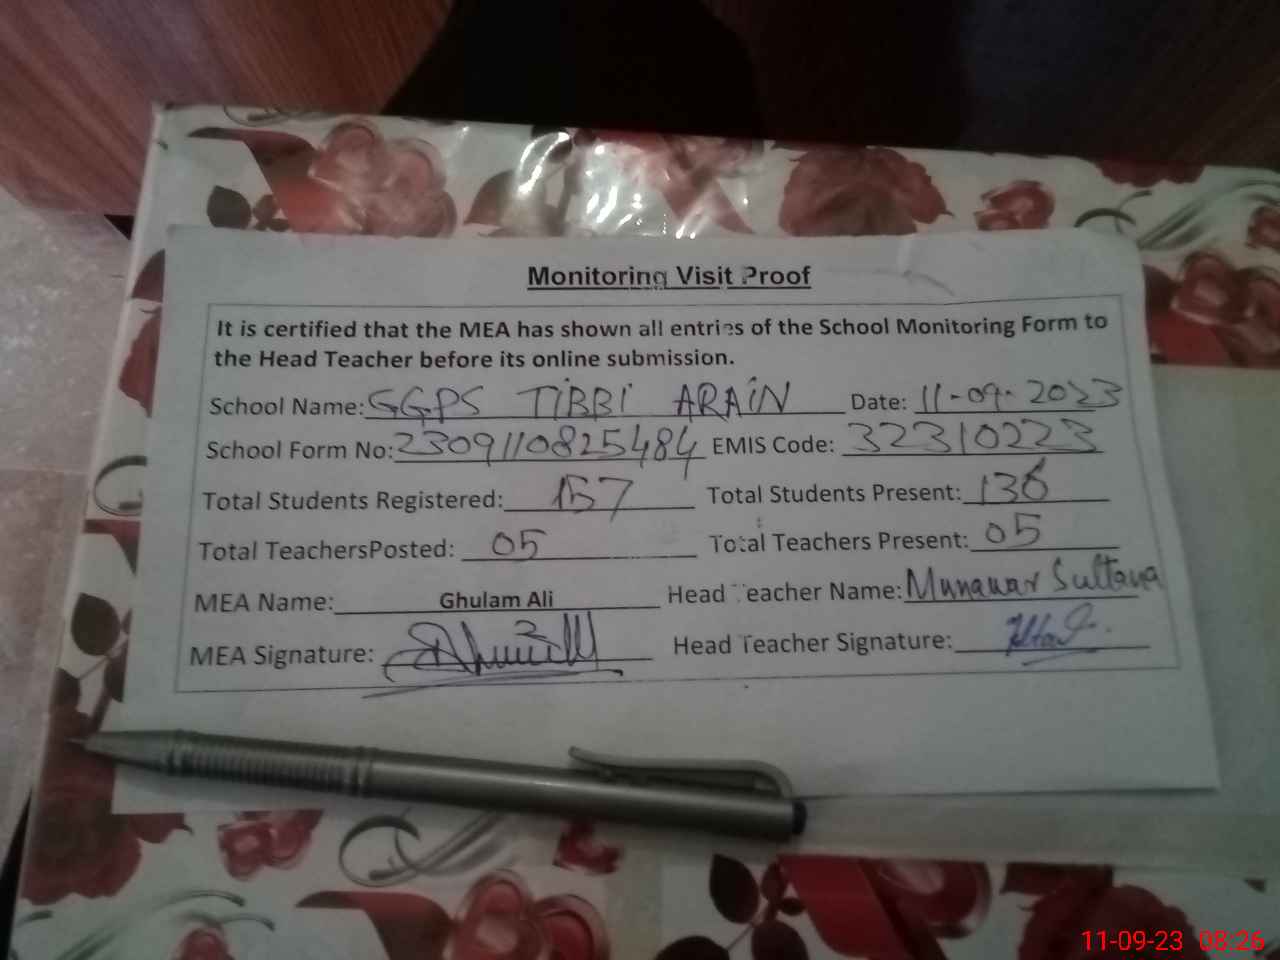 Monitoring Visit Proof
It is certified that the MEA has shown all entries of the School Monitoring Form to
the Head Teacher before its online submission.
School Name: GGPS TIBBI ARAIN Date: 11-09-2023
School Form No: 2309110825484 EMIS Code: 32310223
Total Students Registered: 157 Total Students Present: 136
Total TeachersPosted: 05 Total Teachers Present: 05
MEA Name: Ghulam Ali Head Teacher Name: Munawar Sultana
MEA Signature: Head Teacher Signature:
11-09-23 08:26